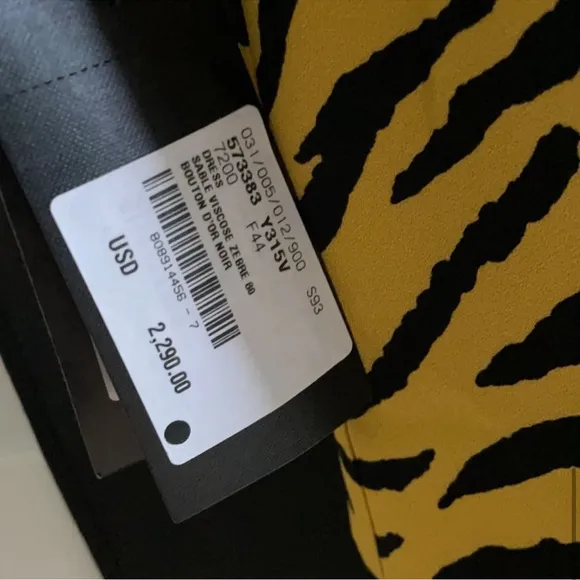 031/005/012/900 S93
573383 Y315V
7200 F44
DRESS
SABLE VISCOSE ZEBRE 80
BOUTON D'OR NOIR
808914456 - 7
USD 2,290.00